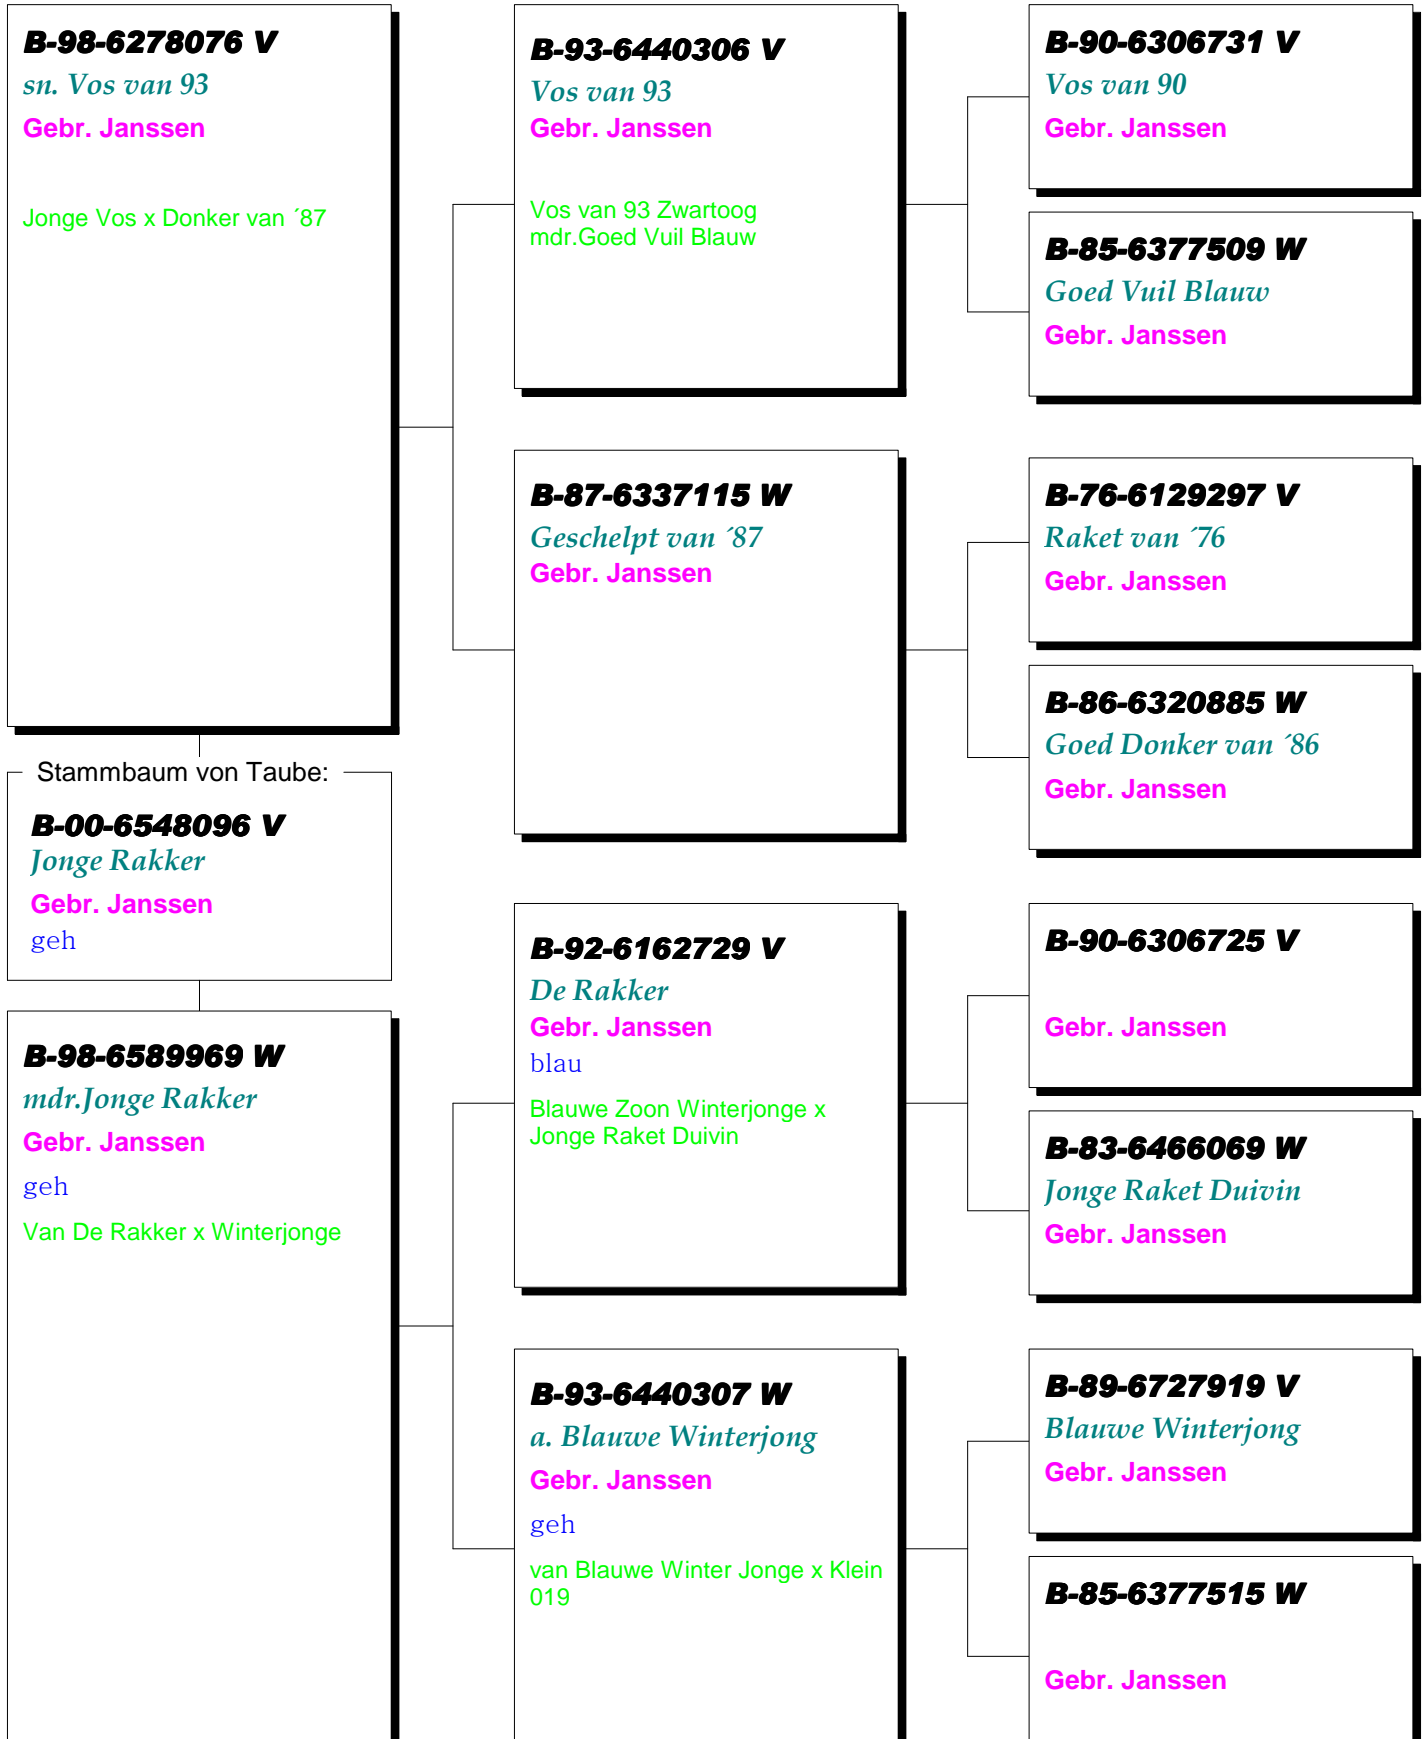 B-98-6278076 V
sn. Vos van 93
Gebr. Janssen
Jonge Vos x Donker van ´87
Stammbaum von Taube:
B-00-6548096 V
Jonge Rakker
Gebr. Janssen
geh
B-98-6589969 W
mdr.Jonge Rakker
Gebr. Janssen
geh
Van De Rakker x Winterjonge
B-93-6440306 V
Vos van 93
Gebr. Janssen
Vos van 93 Zwartoog
mdr.Goed Vuil Blauw
B-87-6337115 W
Geschelpt van ´87
Gebr. Janssen
B-92-6162729 V
De Rakker
Gebr. Janssen
blau
Blauwe Zoon Winterjonge x
Jonge Raket Duivin
B-93-6440307 W
a. Blauwe Winterjong
Gebr. Janssen
geh
van Blauwe Winter Jonge x Klein
019
B-90-6306731 V
Vos van 90
Gebr. Janssen
B-85-6377509 W
Goed Vuil Blauw
Gebr. Janssen
B-76-6129297 V
Raket van ´76
Gebr. Janssen
B-86-6320885 W
Goed Donker van ´86
Gebr. Janssen
B-90-6306725 V
Gebr. Janssen
B-83-6466069 W
Jonge Raket Duivin
Gebr. Janssen
B-89-6727919 V
Blauwe Winterjong
Gebr. Janssen
B-85-6377515 W
Gebr. Janssen